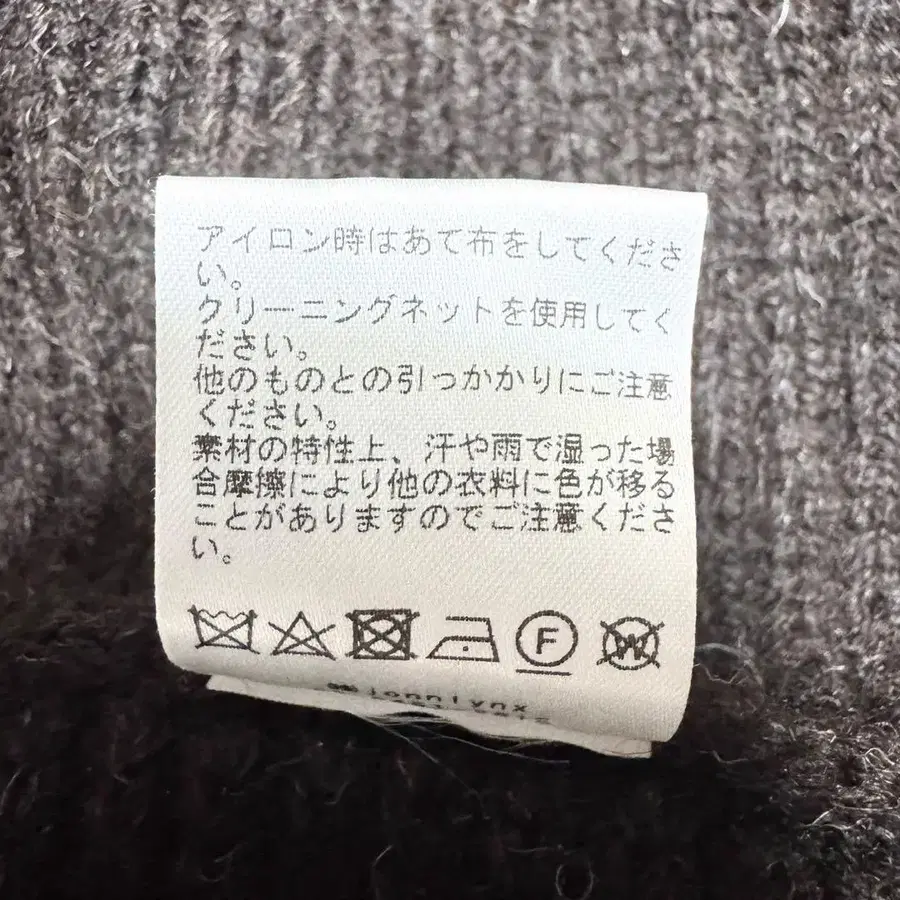 アイロン時はあて布をしてくださ
い。
クリーニングネットを使用してく
ださい。
他のものとの引っかかりにご注意
ください。
素材の特性上、汗や雨で湿った場
合摩擦により他の衣料に色が移る
ことがありますのでご注意くださ
い。
F W